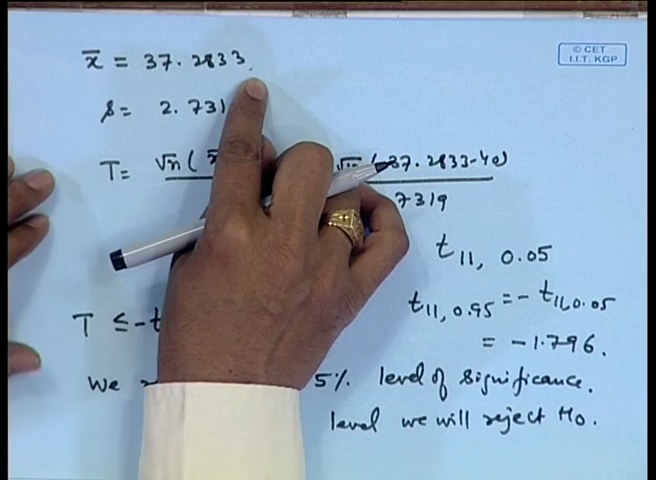 x̄ = 37.2833
© CET
I.I.T. KGP
s = 2.731
T = √n (x̄ √n (37.2833-40)
7319
t11, 0.05
t11,0.95 = - t11,0.05
T ≤ -t
= -1.796.
We 5% level of significance.
level we will reject H0.